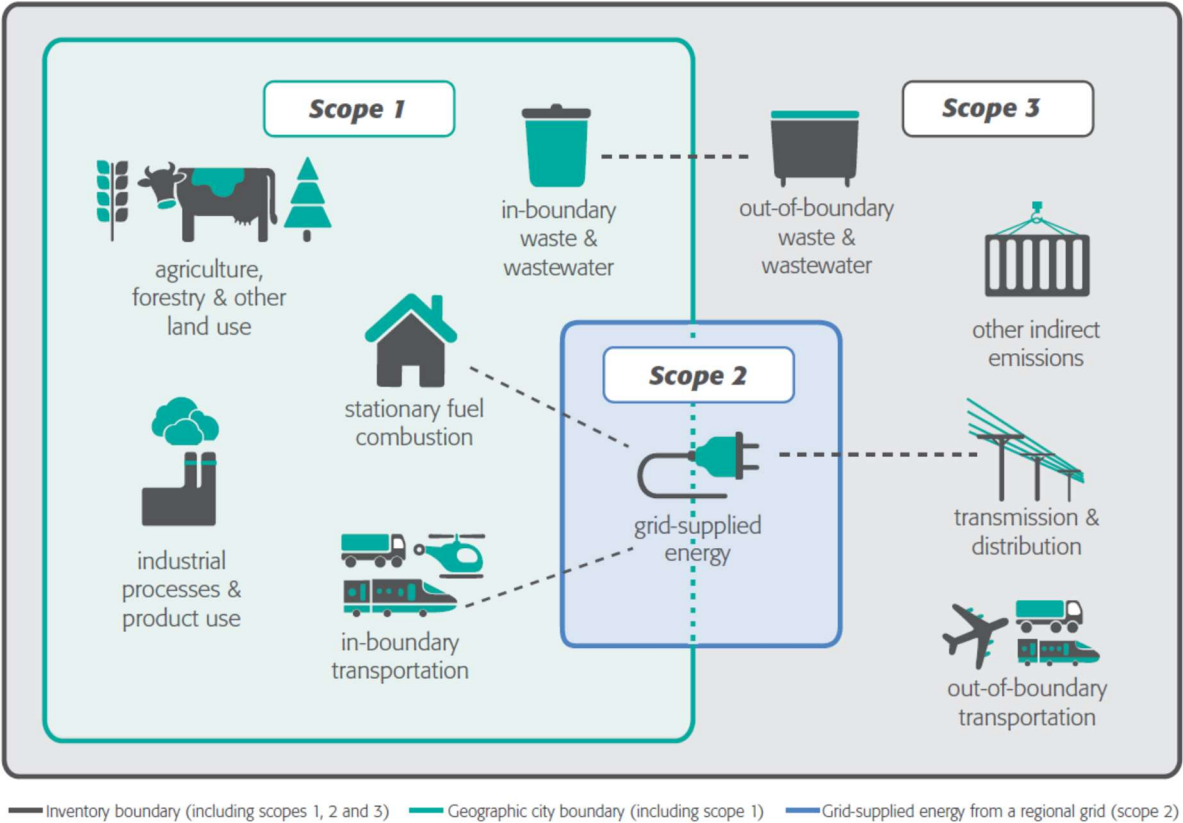 Scope 1
Scope 3
in-boundary
waste &
wastewater
out-of-boundary
waste &
wastewater
agriculture,
forestry & other
land use
other indirect
emissions
Scope 2
stationary fuel
combustion
grid-supplied
energy
transmission &
distribution
industrial
processes &
product use
in-boundary
transportation
out-of-boundary
transportation
Inventory boundary (including scopes 1, 2 and 3)
Geographic city boundary (including scope 1)
Grid-supplied energy from a regional grid (scope 2)